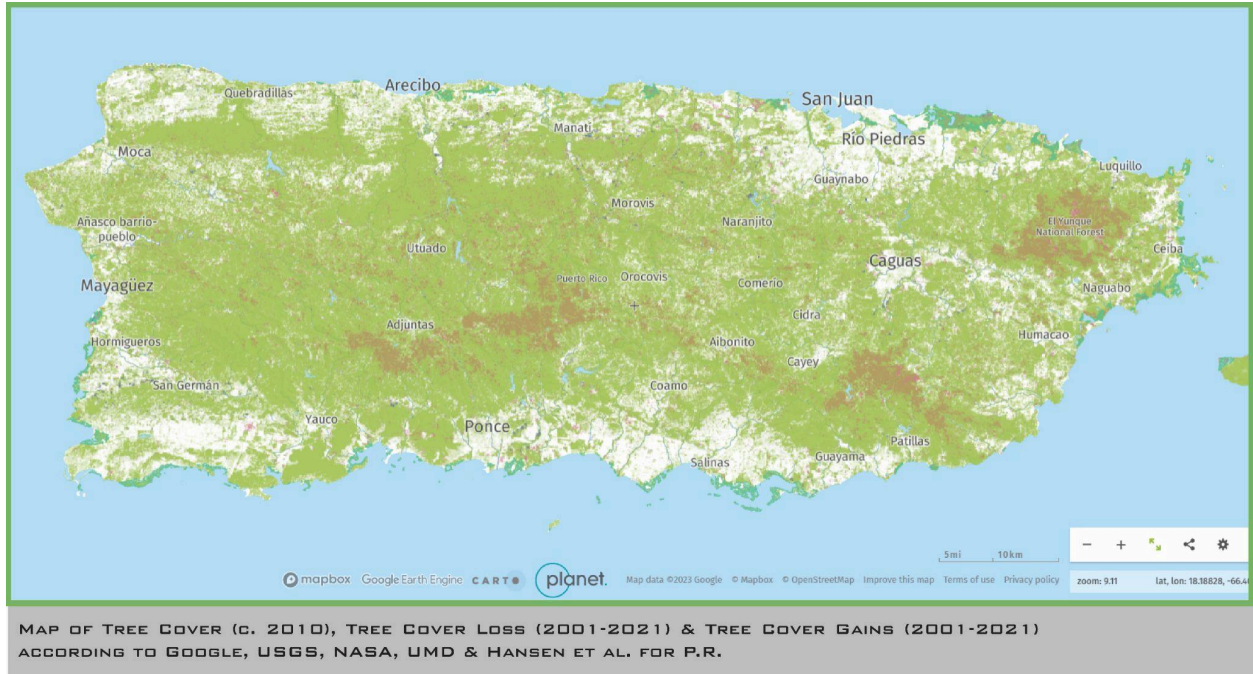 Quebradillas
Arecibo
San Juan
Manatí
Río Piedras
Moca
Guaynabo
Luquillo
Morovis
Añasco barrio-
pueblo
Naranjito
El Yunque
National Forest
Utuado
Ceiba
Caguas
Puerto Rico
Orocovis
Comerío
Mayagüez
Naguabo
Cidra
Adjuntas
Humacao
Hormigueros
Aibonito
Cayey
San Germán
Coamo
Yauco
Ponce
Patillas
Salinas
Guayama
5mi 10km
mapbox Google Earth Engine CARTO planet. Map data ©2023 Google © Mapbox © OpenStreetMap Improve this map Terms of use Privacy policy
zoom: 9.11 lat, lon: 18.18828,
Map of Tree Cover (c. 2010), Tree Cover Loss (2001-2021) & Tree Cover Gains (2001-2021)
according to Google, USGS, NASA, UMD & Hansen et al. for P.R.